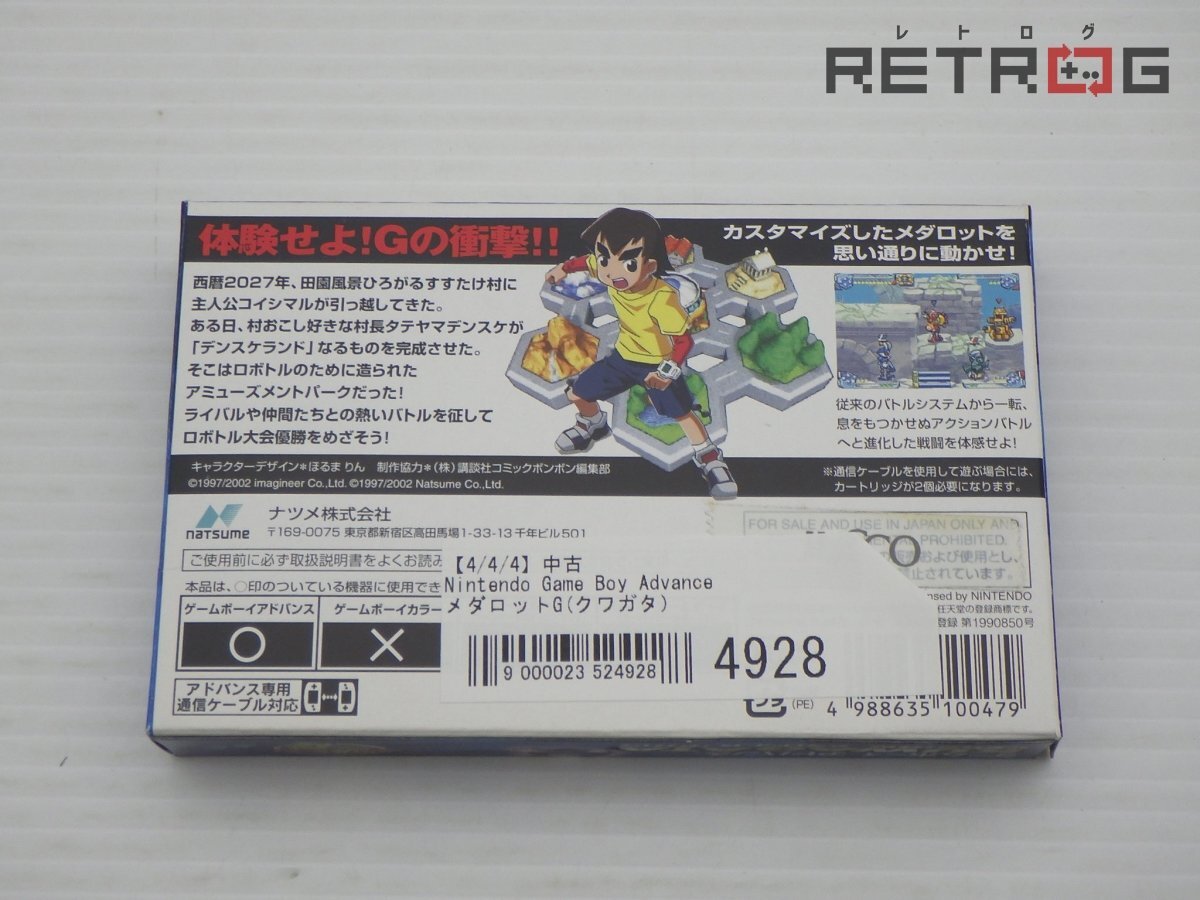 レトログ
RETROG
体験せよ!Gの衝撃!!
西暦2027年、田園風景ひろがるすすたけ村に
主人公コイシマルが引っ越してきた。
ある日、村おこし好きな村長タテヤマデンスケが
「デンスケランド」なるものを完成させた。
そこはロボトルのために造られた
アミューズメントパークだった!
ライバルや仲間たちとの熱いバトルを征して
ロボトル大会優勝をめざそう!
カスタマイズしたメダロットを
思い通りに動かせ!
従来のバトルシステムから一転、
息をもつかせぬアクションバトル
へと進化した戦闘を体感せよ!
キャラクターデザイン*ほるま りん 制作協力*(株)講談社コミックボンボン編集部
©1997/2002 imagineer Co.,Ltd. ©1997/2002 Natsume Co.,Ltd.
※通信ケーブルを使用して遊ぶ場合には、
カートリッジが2個必要になります。
natsume
ナツメ株式会社
〒169-0075 東京都新宿区高田馬場1-33-13 千年ビル501
FOR SALE AND USE IN JAPAN ONLY AND
PROHIBITED.
および使用とし、
止されています。
ご使用前に必ず取扱説明書をよくお読み
本品は、○印のついている機器に使用でき
by NINTENDO
任天堂の登録商標です。
登録 第1990850号
ゲームボーイアドバンス
ゲームボーイカラー
○
×
アドバンス専用
通信ケーブル対応
【4/4/4】中古
Nintendo Game Boy Advance
メダロットG(クワガタ)
9 000023 524928
4928
(PE)
4 988635 100479